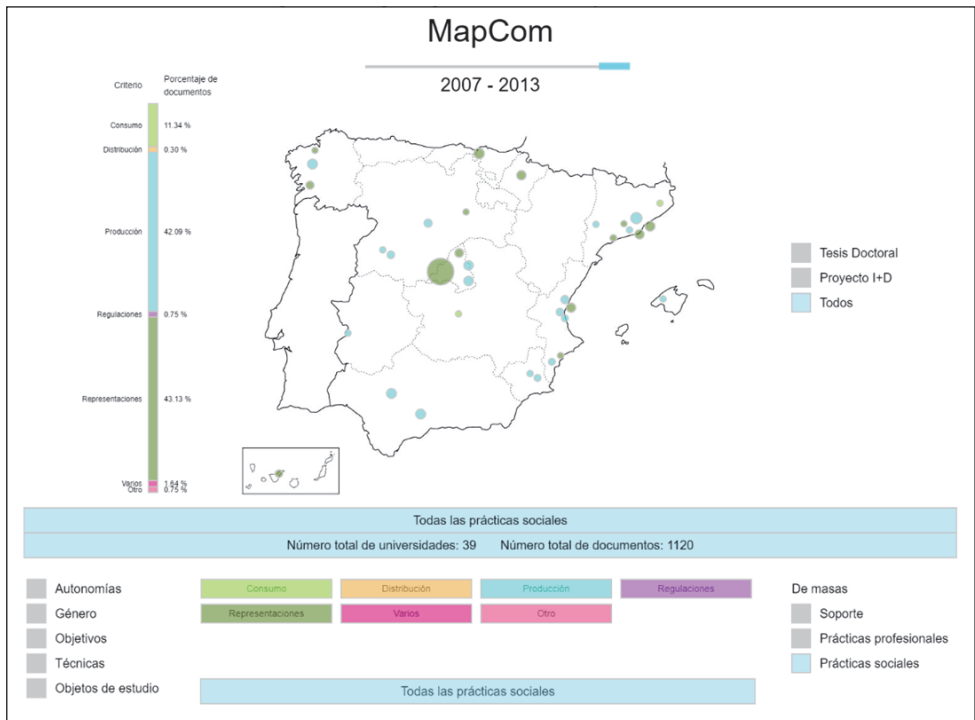 MapCom
2007 - 2013
Criterio
Porcentaje de
documentos
Consumo 11.34 %
Distribución 0.30 %
Producción 42.09 %
Regulaciones 0.75 %
Representaciones 43.13 %
Varios 1.64 %
Otro 0.75 %
Tesis Doctoral
Proyecto I+D
Todos
Todas las prácticas sociales
Número total de universidades: 39 Número total de documentos: 1120
Autonomías
Género
Objetivos
Técnicas
Objetos de estudio
Consumo Distribución Producción Regulaciones
Representaciones Varios Otro
Todas las prácticas sociales
De masas
Soporte
Prácticas profesionales
Prácticas sociales